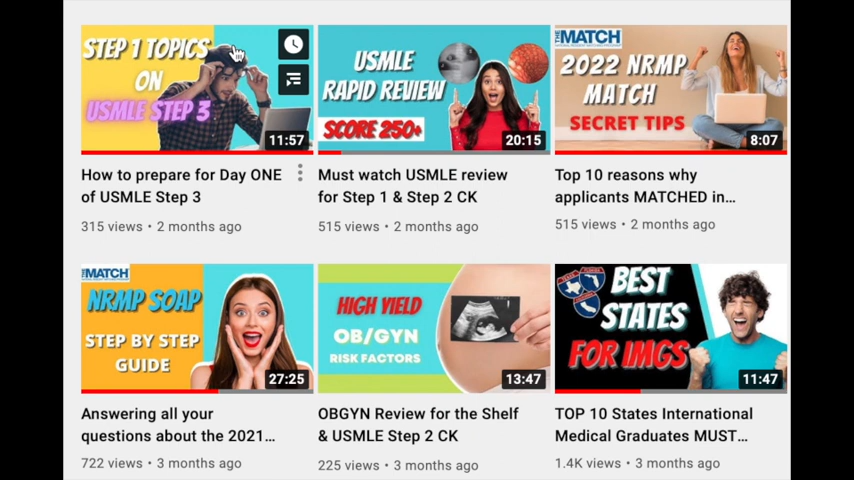 STEP 1 TOPICS
ON
USMLE STEP 3
11:57
How to prepare for Day ONE
of USMLE Step 3
315 views • 2 months ago
USMLE
RAPID REVIEW
SCORE 250+
20:15
Must watch USMLE review
for Step 1 & Step 2 CK
515 views • 2 months ago
THE MATCH
2022 NRMP
MATCH
SECRET TIPS
8:07
Top 10 reasons why
applicants MATCHED in...
515 views • 2 months ago
THE MATCH
NRMP SOAP
STEP BY STEP
GUIDE
27:25
Answering all your
questions about the 2021...
722 views • 3 months ago
HIGH YIELD
OB/GYN
RISK FACTORS
13:47
OBGYN Review for the Shelf
& USMLE Step 2 CK
225 views • 3 months ago
TEXAS
FLORIDA
BEST
STATES
FOR IMGS
11:47
TOP 10 States International
Medical Graduates MUST...
1.4K views • 3 months ago